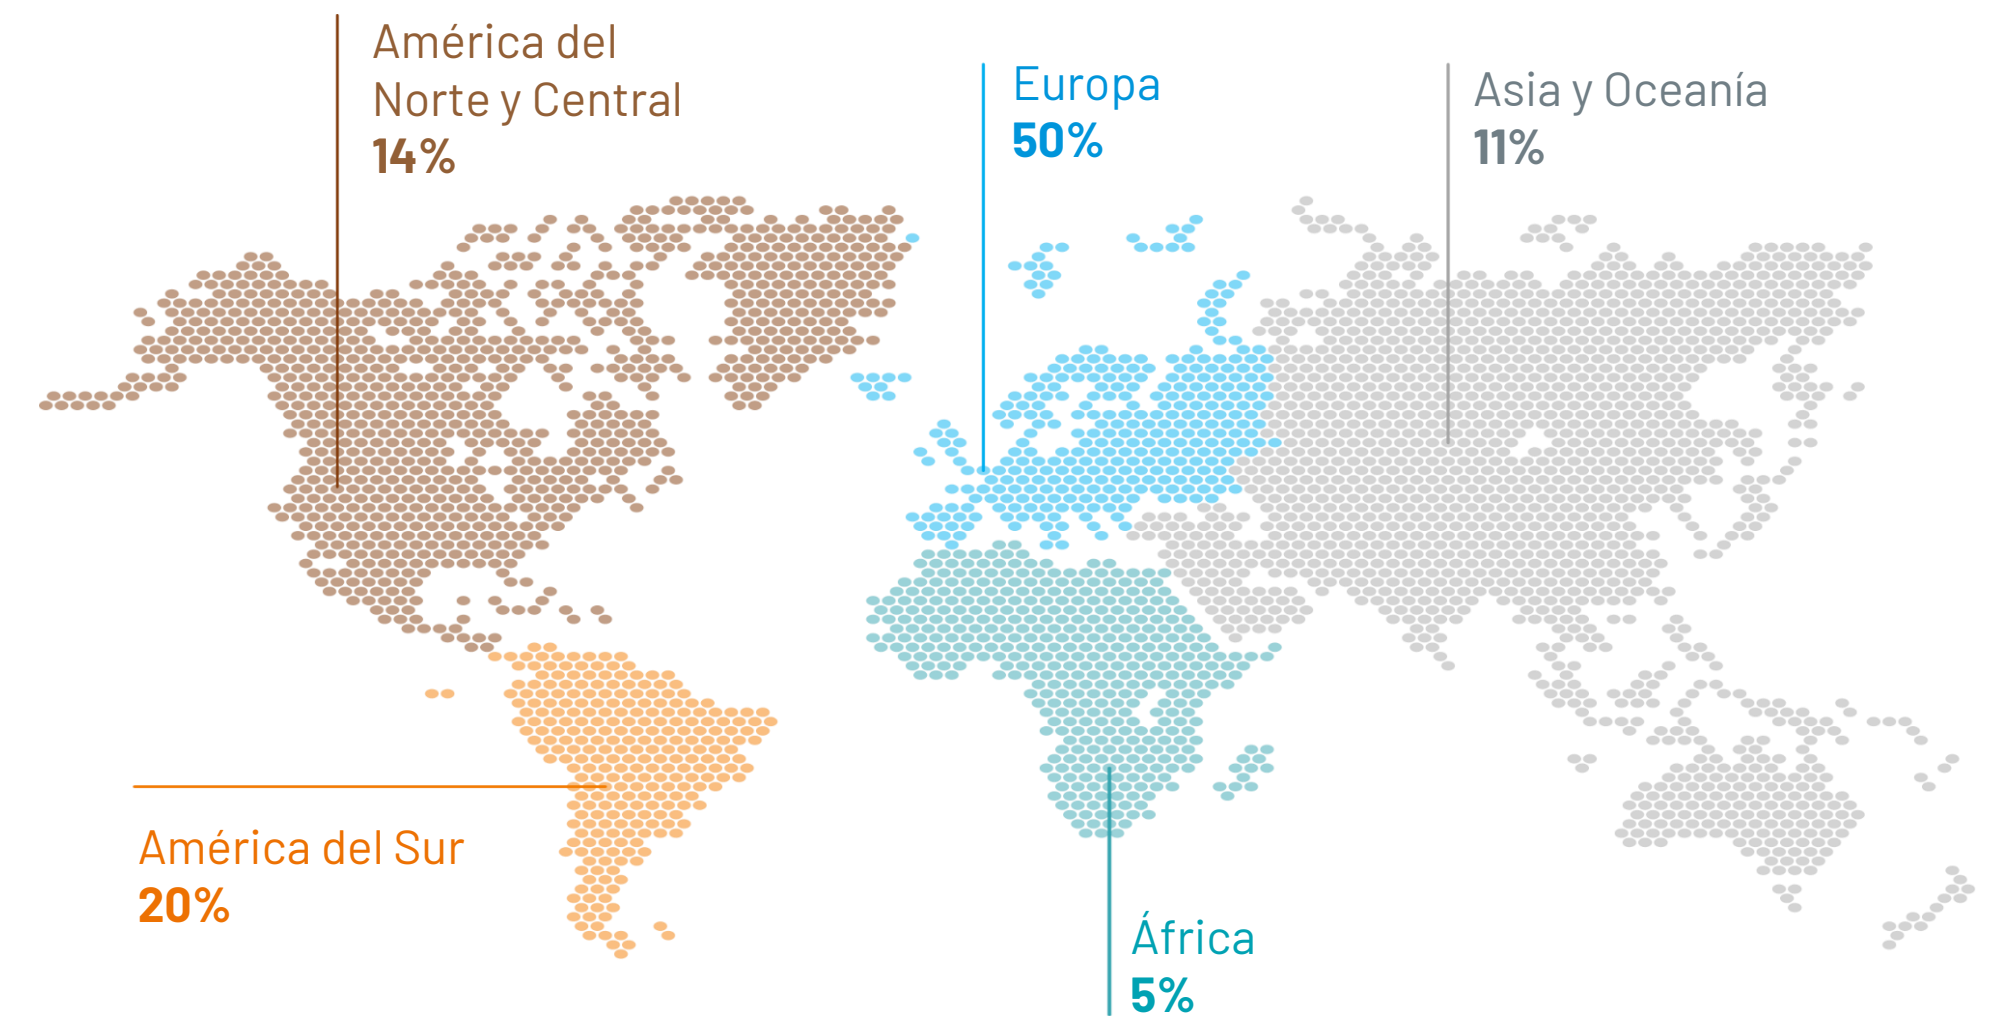 América del
Norte y Central
14%
Europa
50%
Asia y Oceanía
11%
América del Sur
20%
África
5%